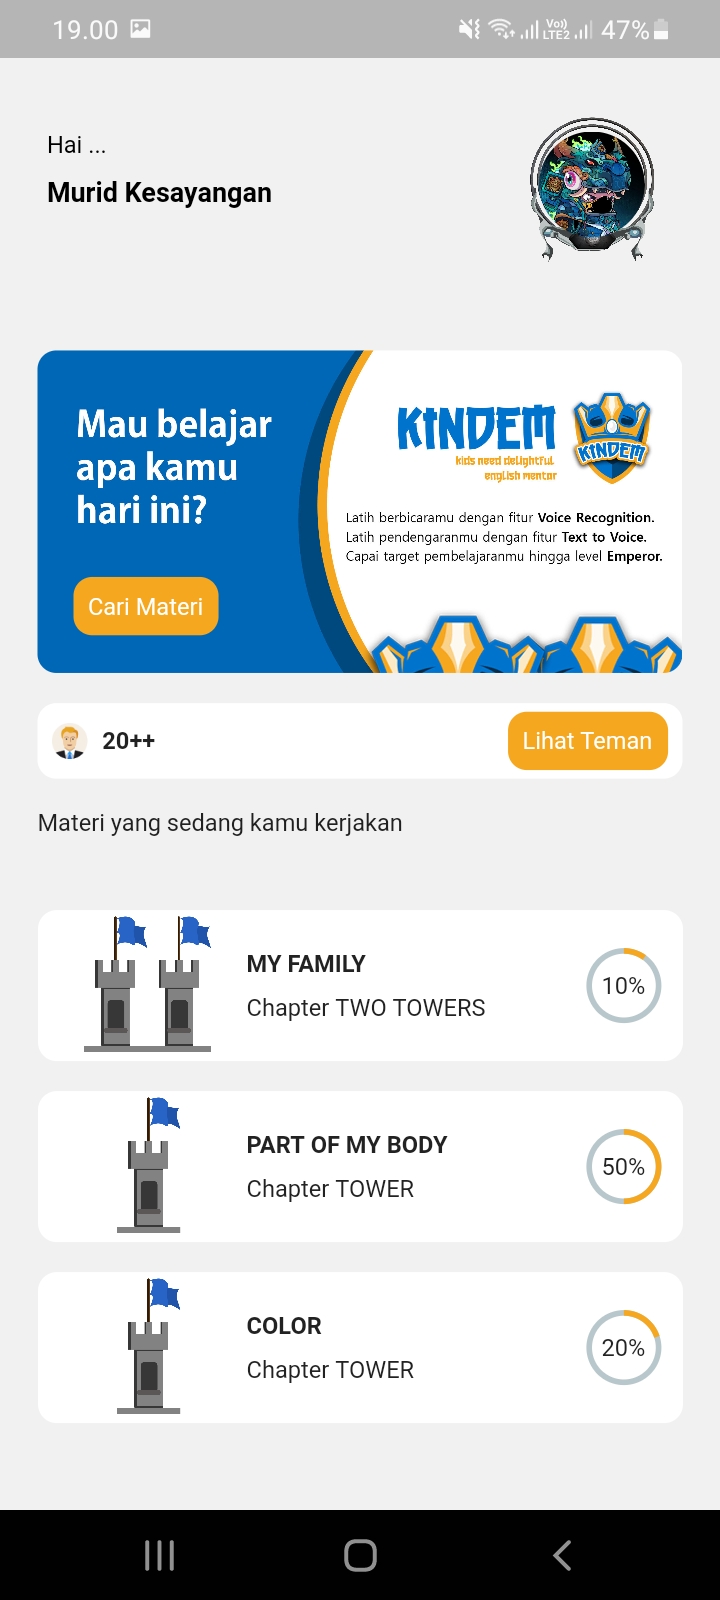 19.00 Vo)) LTE2 47%
Hai ...
Murid Kesayangan
Mau belajar
apa kamu
hari ini?
Cari Materi
KINDEM
kids need delightful
english mentor
KINDEM
Latih berbicaramu dengan fitur Voice Recognition.
Latih pendengaranmu dengan fitur Text to Voice.
Capai target pembelajaranmu hingga level Emperor.
20++
Lihat Teman
Materi yang sedang kamu kerjakan
MY FAMILY
Chapter TWO TOWERS
10%
PART OF MY BODY
Chapter TOWER
50%
COLOR
Chapter TOWER
20%